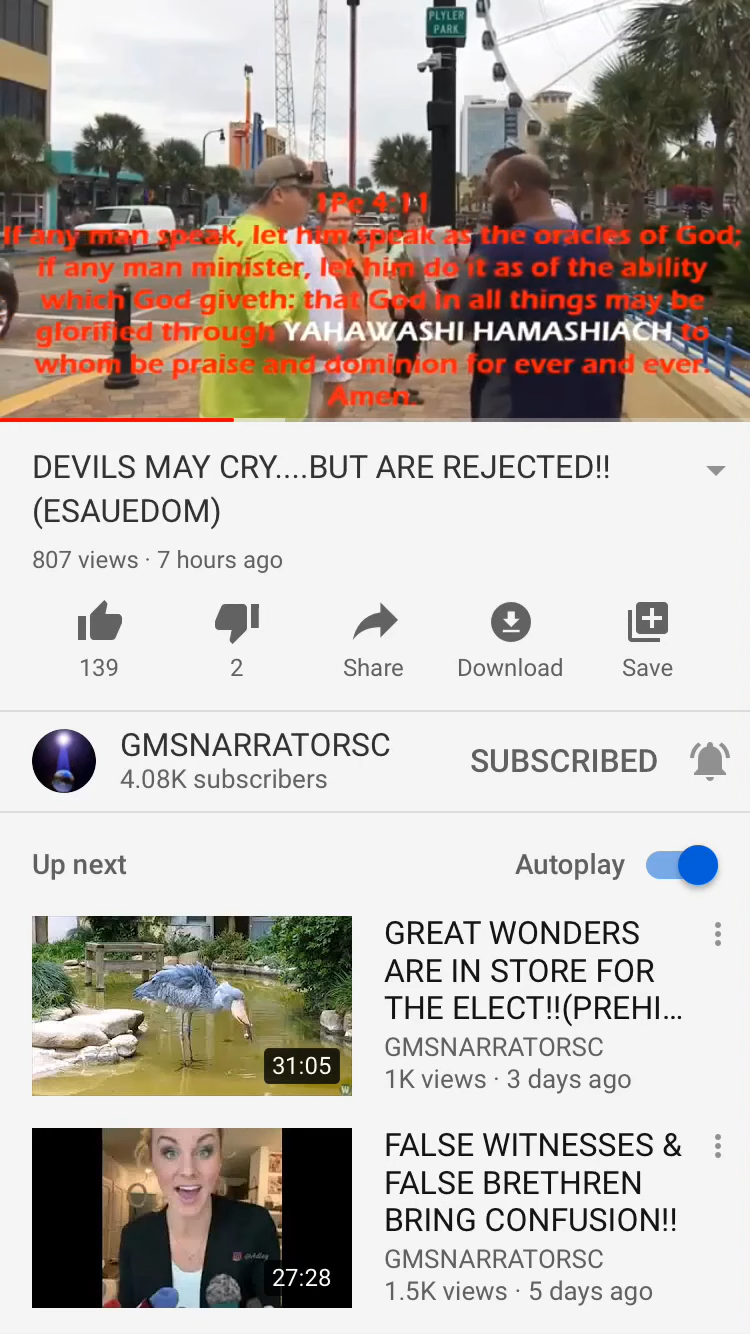 PLYLER
PARK
1Pe 4:11
If any man speak, let him speak as the oracles of God;
if any man minister, let him do it as of the ability
which God giveth: that God in all things may be
glorified through YAHAWASHI HAMASHIACH to
whom be praise and dominion for ever and ever.
Amen.
DEVILS MAY CRY....BUT ARE REJECTED!!
(ESAUEDOM)
807 views · 7 hours ago
139
2
Share
Download
Save
GMSNARRATORSC
4.08K subscribers
SUBSCRIBED
Up next
Autoplay
31:05
GREAT WONDERS
ARE IN STORE FOR
THE ELECT!!(PREHI...
GMSNARRATORSC
1K views · 3 days ago
27:28
FALSE WITNESSES &
FALSE BRETHREN
BRING CONFUSION!!
GMSNARRATORSC
1.5K views · 5 days ago